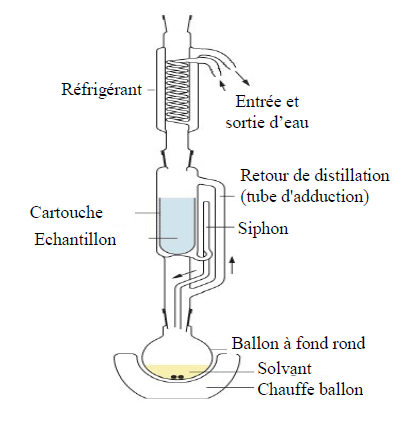 Réfrigérant
Entrée et
sortie d’eau
Retour de distillation
(tube d'adduction)
Cartouche
Siphon
Echantillon
Ballon à fond rond
Solvant
Chauffe ballon